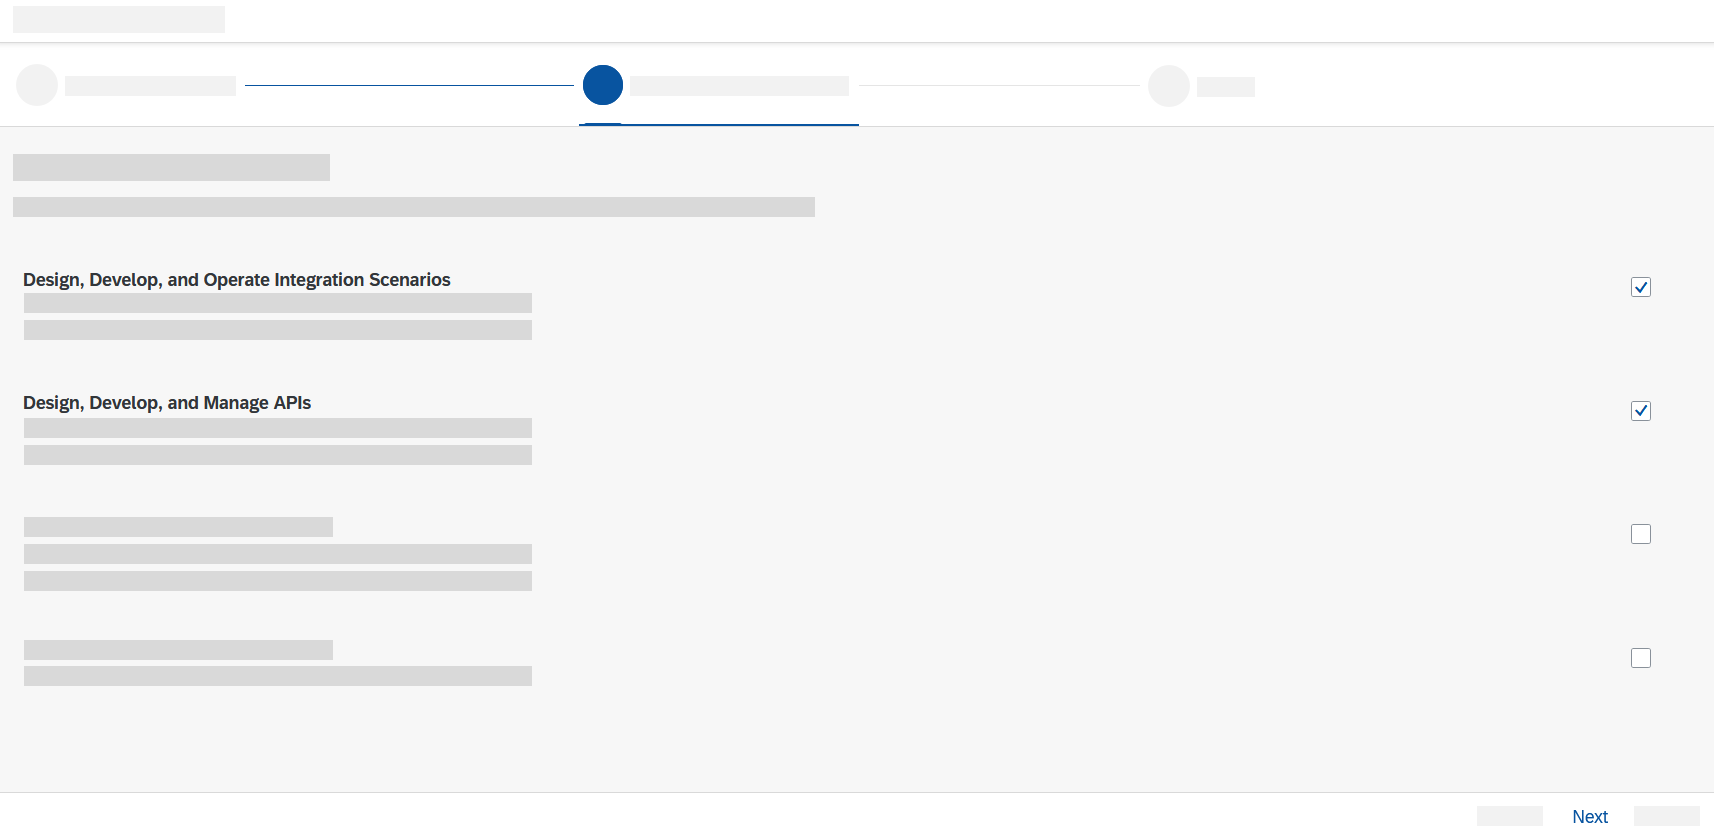 Design, Develop, and Operate Integration Scenarios
Design, Develop, and Manage APIs
Next